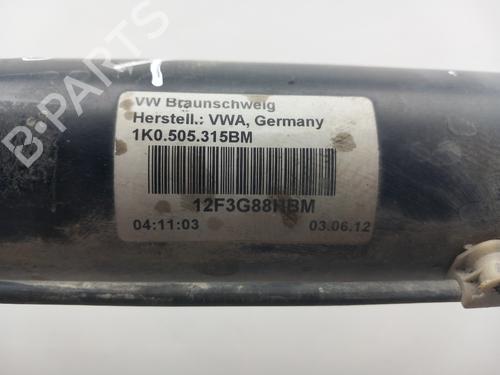 VW Braunschweig
Herstell.: VWA, Germany
1K0.505.315BM
12F3G88HBM
04:11:03 03.06.12
B-PARTS